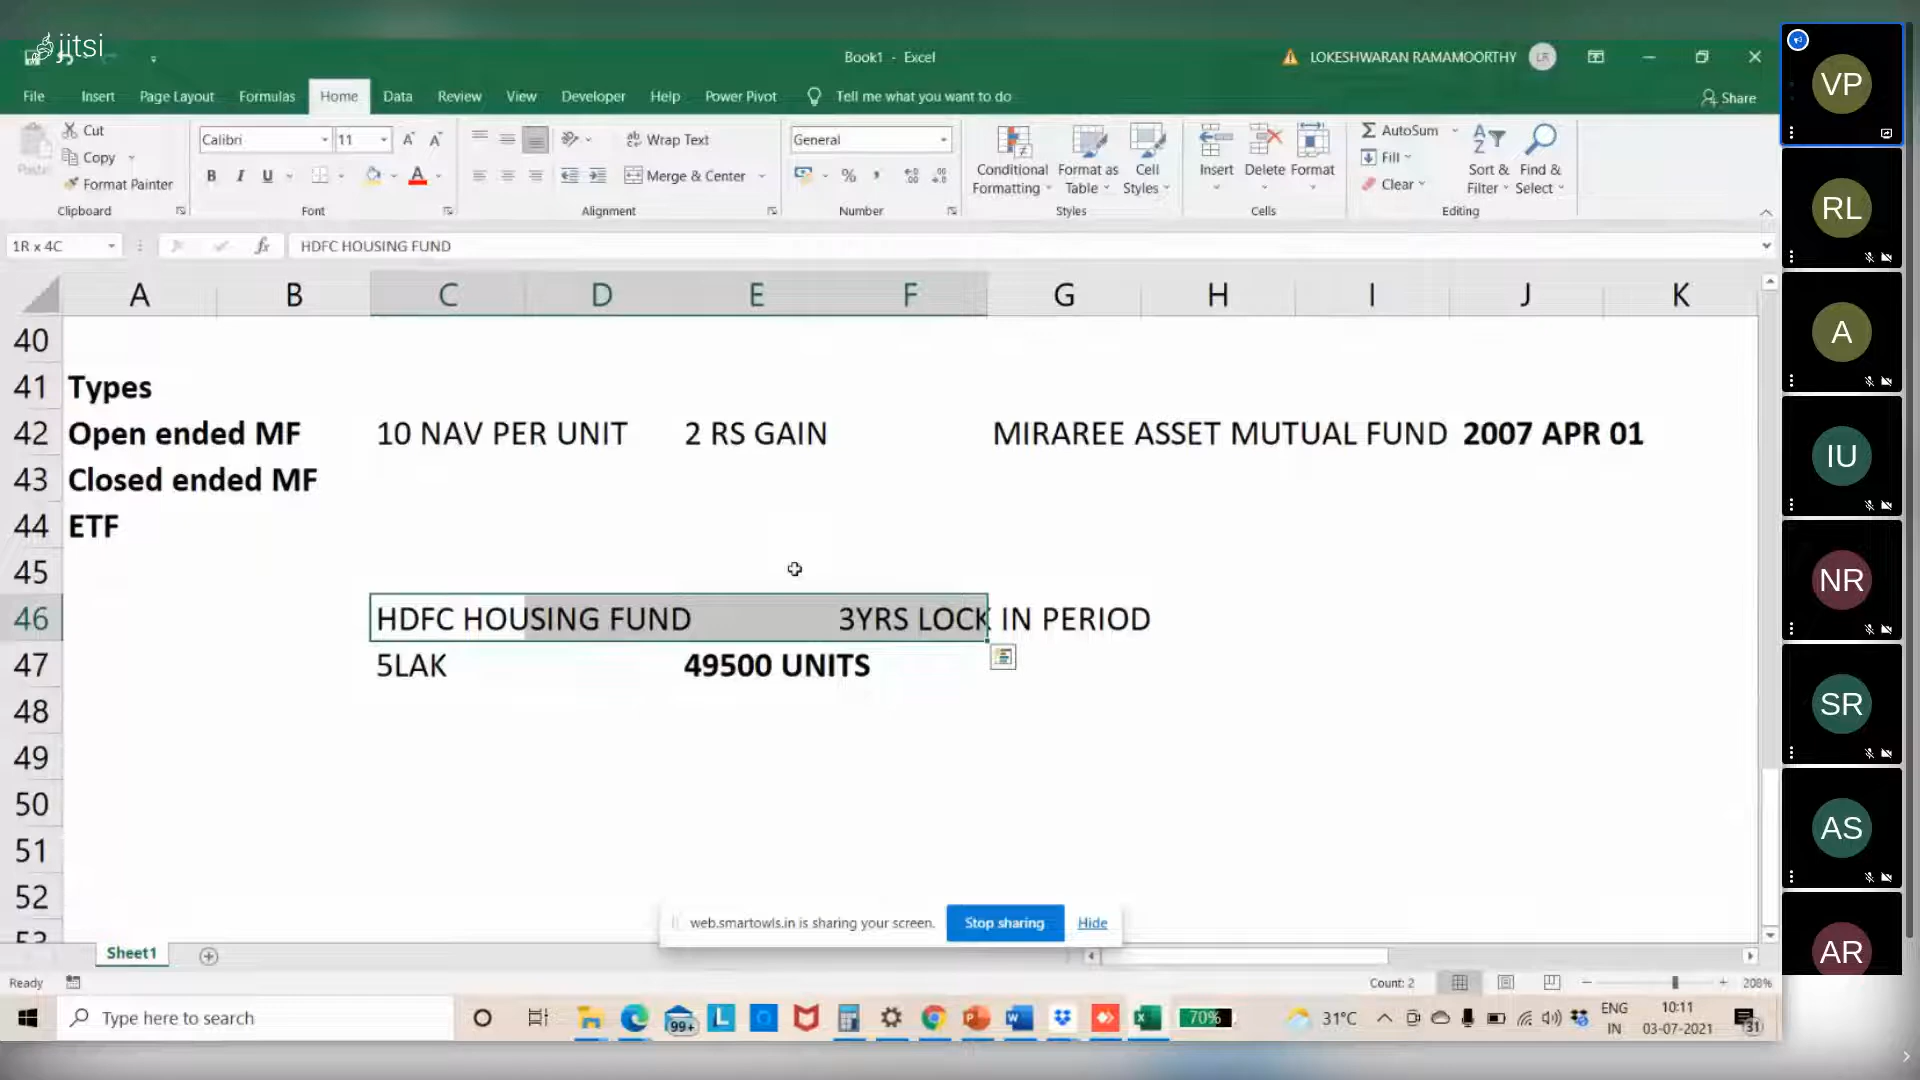 jitsi
Book1 - Excel
LOKESHWARAN RAMAMOORTHY
LR
File Insert Page Layout Formulas Home Data Review View Developer Help Power Pivot Tell me what you want to do
Share
Paste
Cut
Copy
Format Painter
Clipboard
Calibri 11
B I U
Font
Wrap Text
Merge & Center
Alignment
General
Number
Conditional Formatting
Format as Table
Cell Styles
Styles
Insert Delete Format
Cells
AutoSum
Fill
Clear
Sort & Filter
Find & Select
Editing
1R x 4C
fx
HDFC HOUSING FUND
A B C D E F G H I J K
40
41 Types
42 Open ended MF 10 NAV PER UNIT 2 RS GAIN MIRAREE ASSET MUTUAL FUND 2007 APR 01
43 Closed ended MF
44 ETF
45
46 HDFC HOUSING FUND 3YRS LOCK IN PERIOD
47 5LAK 49500 UNITS
48
49
50
51
52
53
web.smartowls.in is sharing your screen. Stop sharing Hide
Sheet1
Ready
Count: 2
208%
Type here to search
99+
70%
31°C
ENG
IN
10:11
03-07-2021
31
VP
RL
A
IU
NR
SR
AS
AR